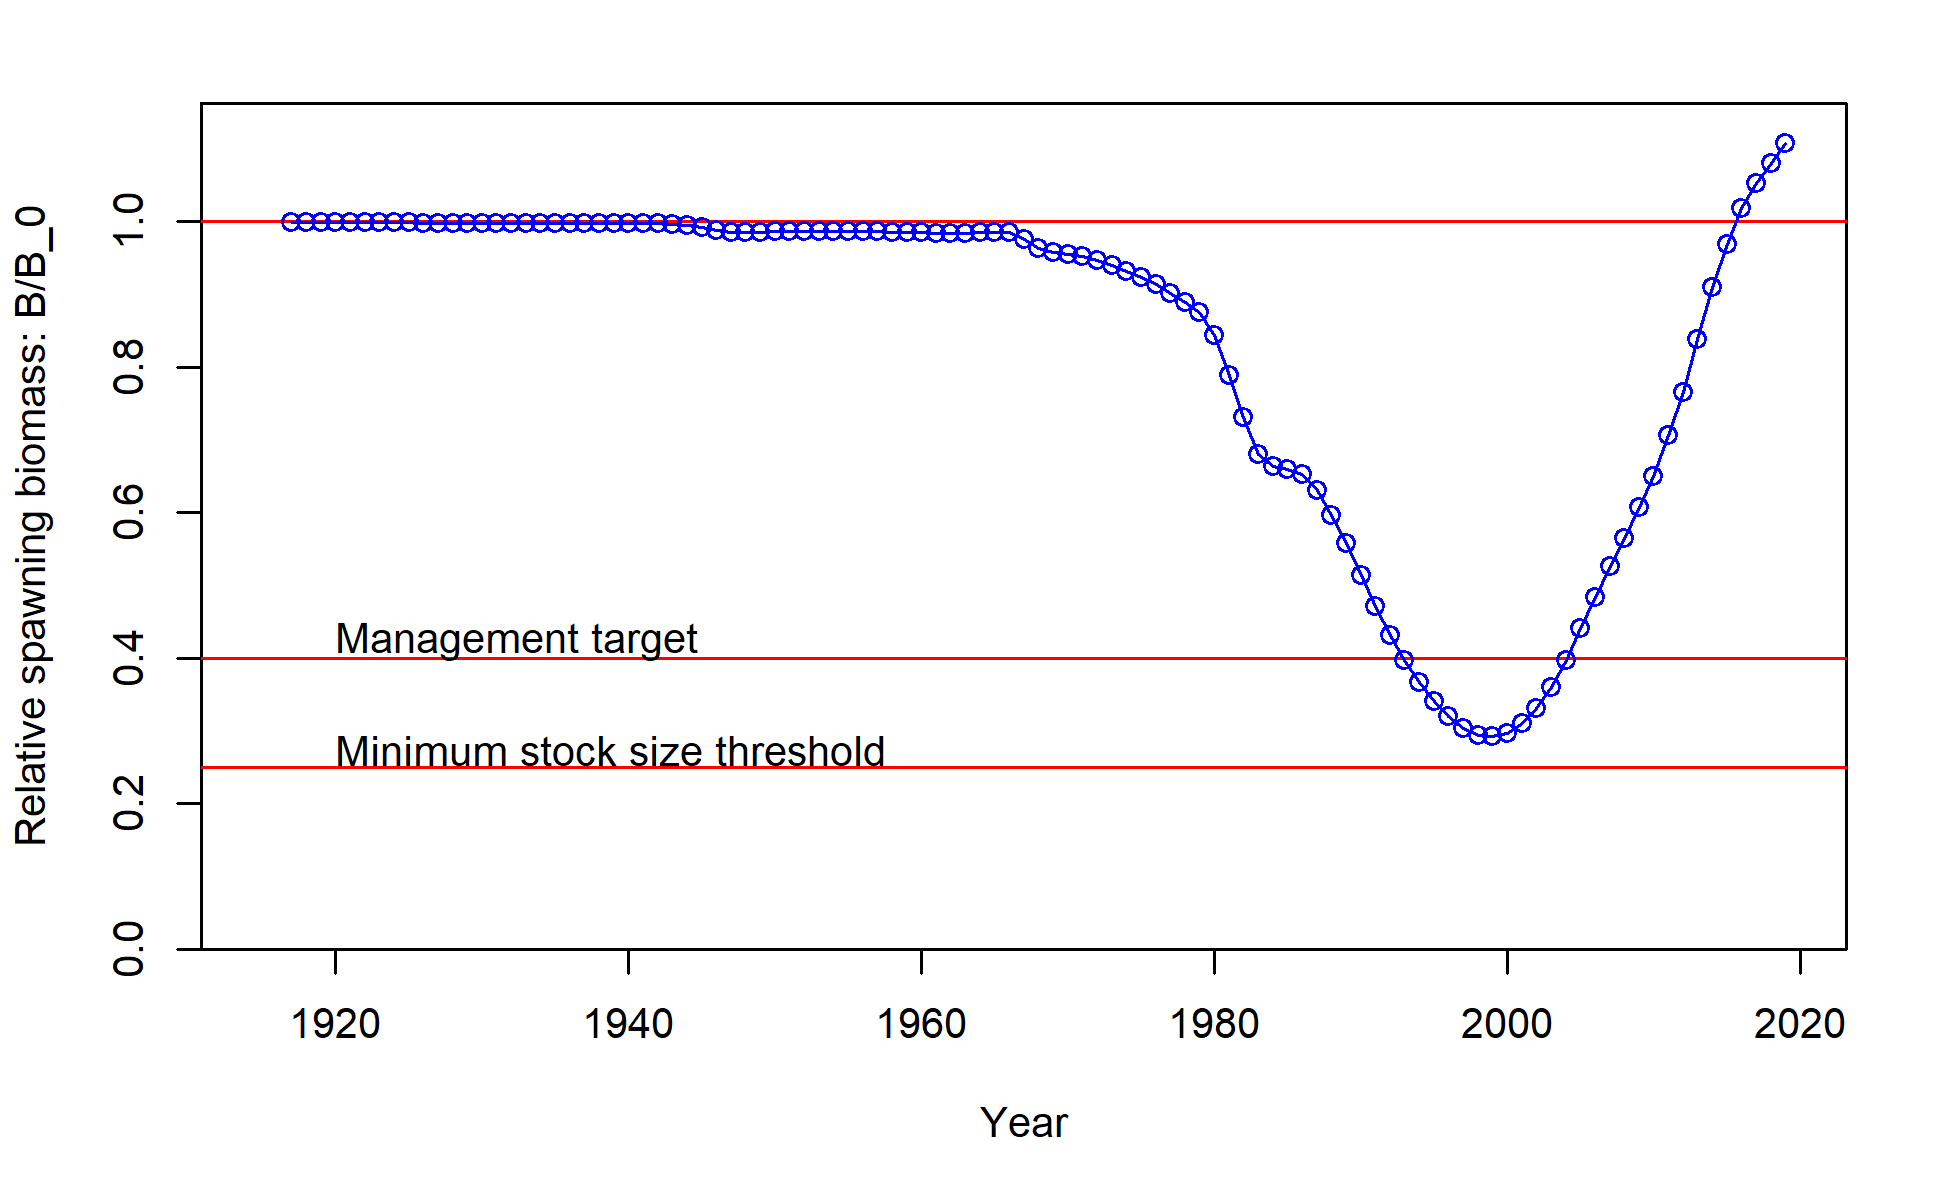 Relative spawning biomass: B/B_0
1.0
0.8
0.6
0.4
0.2
0.0
Management target
Minimum stock size threshold
1920 1940 1960 1980 2000 2020
Year